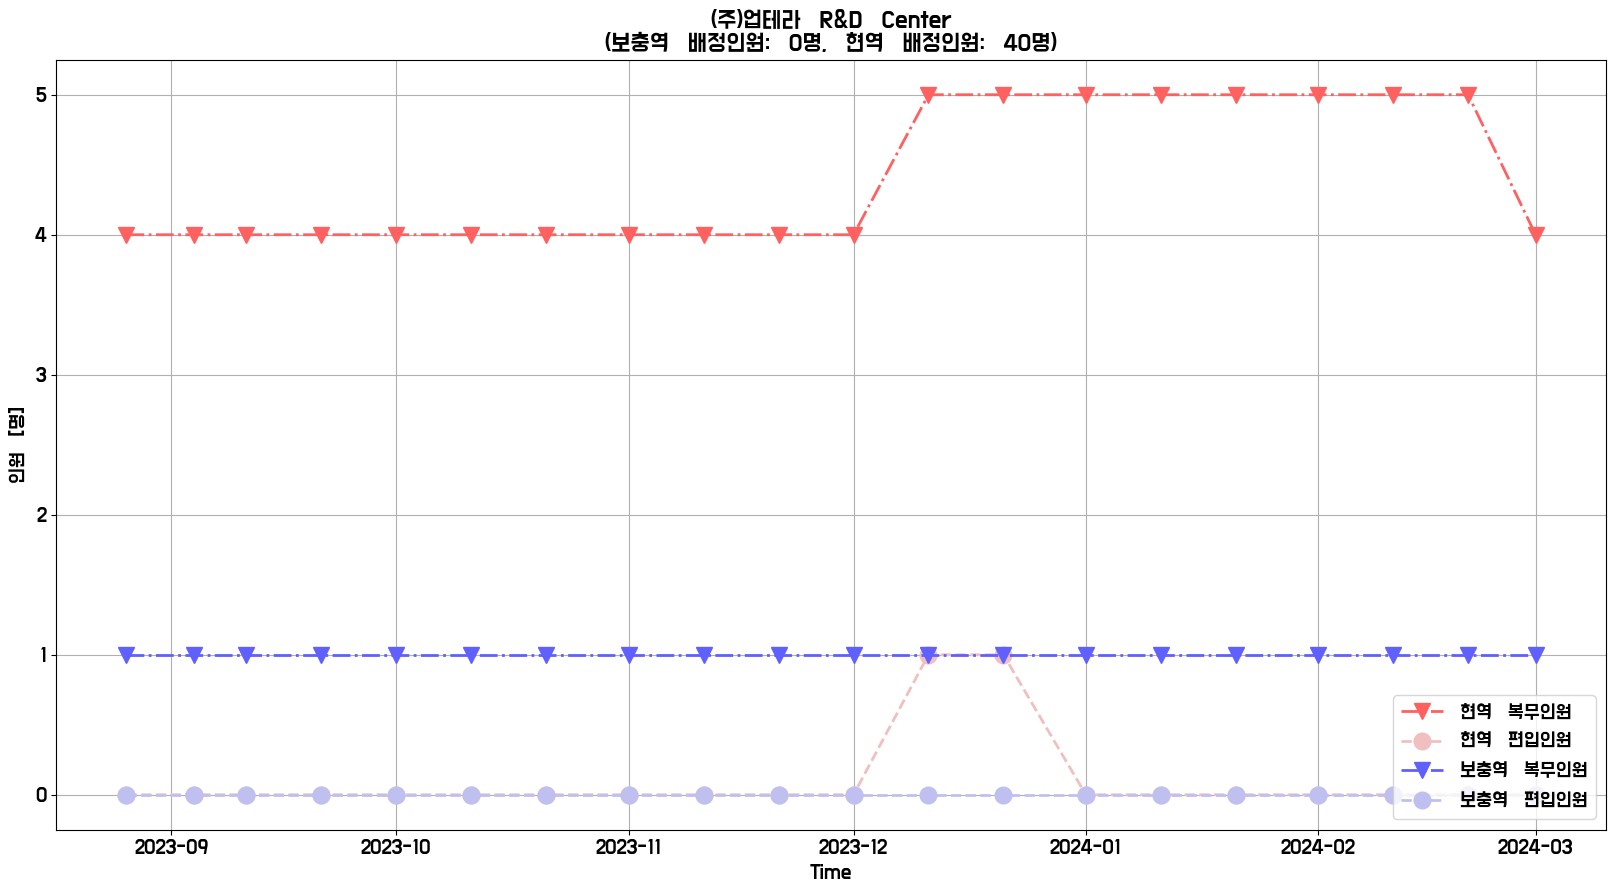 (주)업테라 R&D Center
(보충역 배정인원: 0명, 현역 배정인원: 40명)
인원 [명]
5
4
3
2
1
0
현역 복무인원
현역 편입인원
보충역 복무인원
보충역 편입인원
2023-09 2023-10 2023-11 2023-12 2024-01 2024-02 2024-03
Time